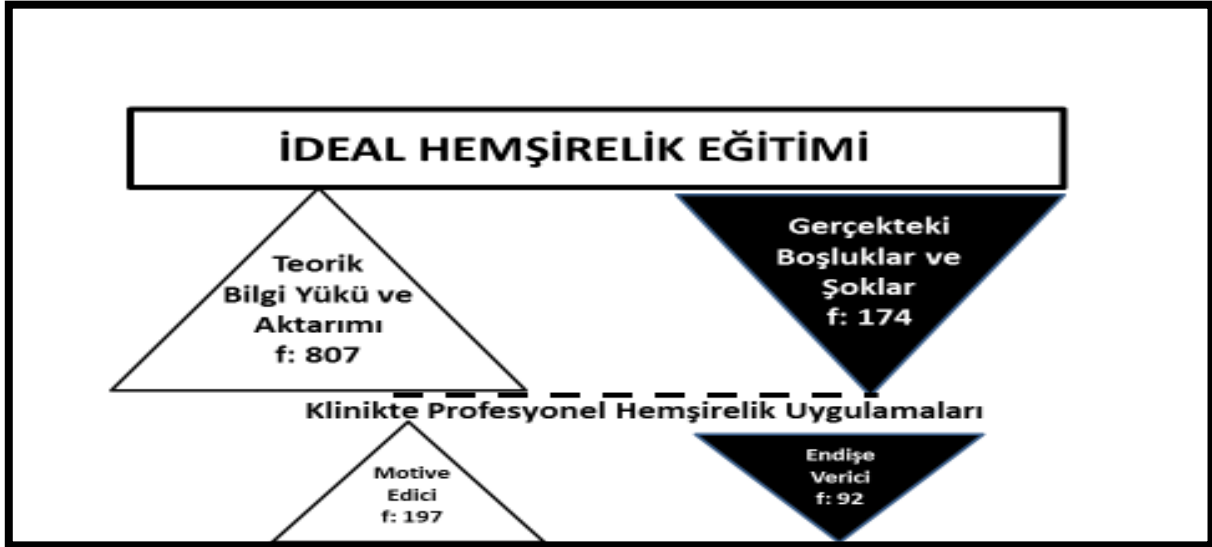 İDEAL HEMŞİRELİK EĞİTİMİ
Teorik
Bilgi Yükü ve
Aktarımı
f: 807
Gerçekteki
Boşluklar ve
Şoklar
f: 174
Klinikte Profesyonel Hemşirelik Uygulamaları
Motive
Edici
f: 197
Endişe
Verici
f: 92